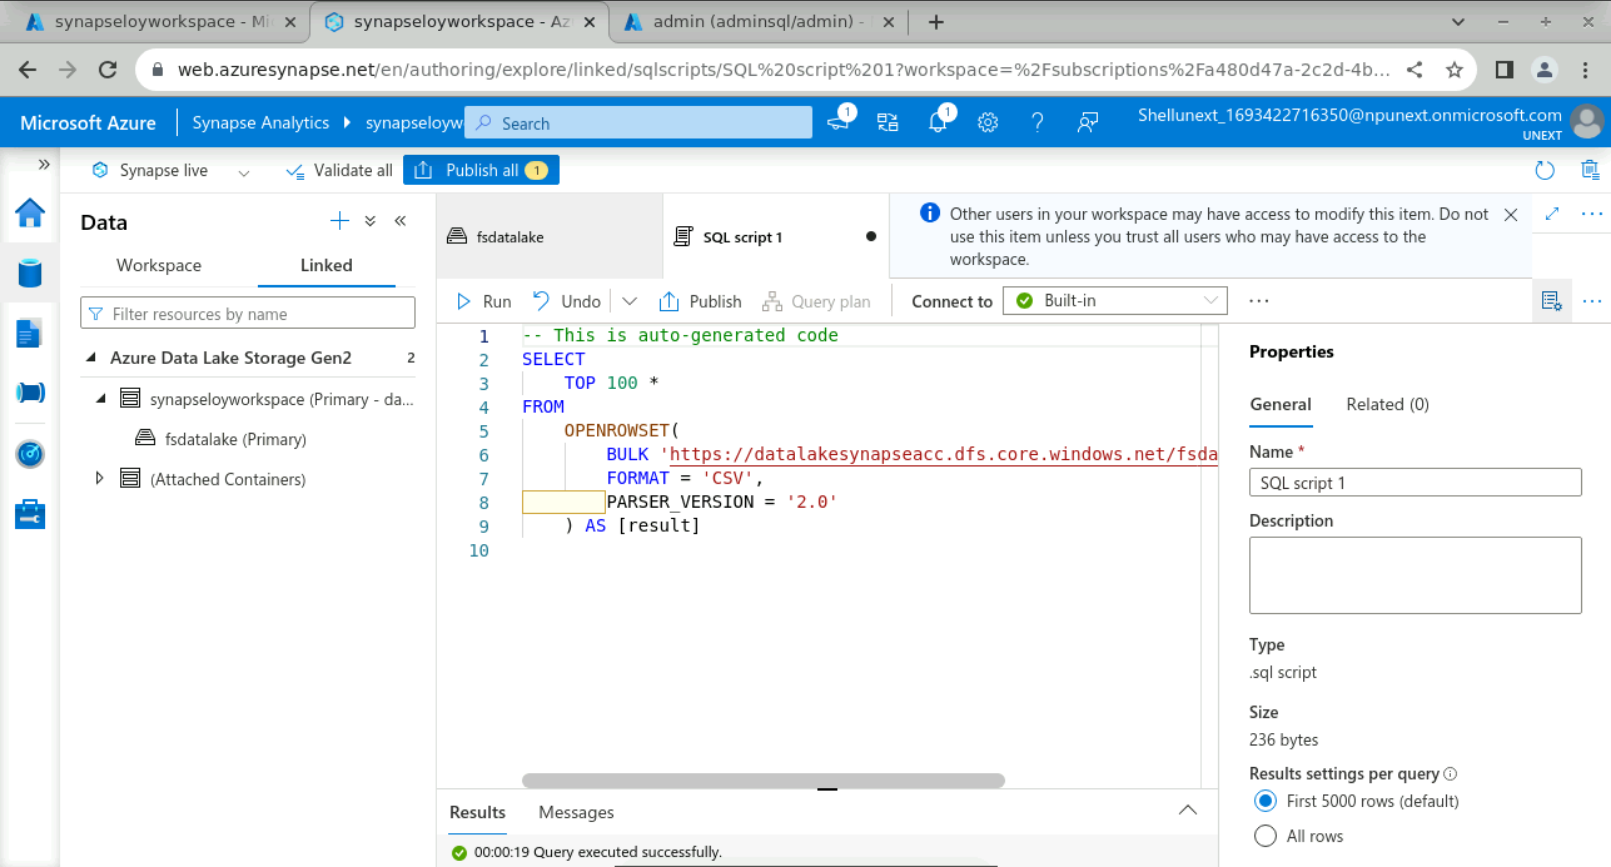 synapseloyworkspace - Mi
synapseloyworkspace - Az
admin (adminsql/admin) -
web.azuresynapse.net/en/authoring/explore/linked/sqlscripts/SQL%20script%201?workspace=%2Fsubscriptions%2Fa480d47a-2c2d-4b...
Microsoft Azure
Synapse Analytics
synapseloyw
Search
1
1
Shellunext_1693422716350@npunext.onmicrosoft.com
UNEXT
Synapse live
Validate all
Publish all 1
Data
Workspace
Linked
Filter resources by name
Azure Data Lake Storage Gen2 2
synapseloyworkspace (Primary - da...
fsdatalake (Primary)
(Attached Containers)
fsdatalake
SQL script 1
Other users in your workspace may have access to modify this item. Do not
use this item unless you trust all users who may have access to the
workspace.
Run
Undo
Publish
Query plan
Connect to
Built-in
1 -- This is auto-generated code
2 SELECT
3 TOP 100 *
4 FROM
5 OPENROWSET(
6 BULK 'https://datalakesynapseacc.dfs.core.windows.net/fsda
7 FORMAT = 'CSV',
8 PARSER_VERSION = '2.0'
9 ) AS [result]
10
Results
Messages
00:00:19 Query executed successfully.
Properties
General
Related (0)
Name *
SQL script 1
Description
Type
.sql script
Size
236 bytes
Results settings per query
First 5000 rows (default)
All rows